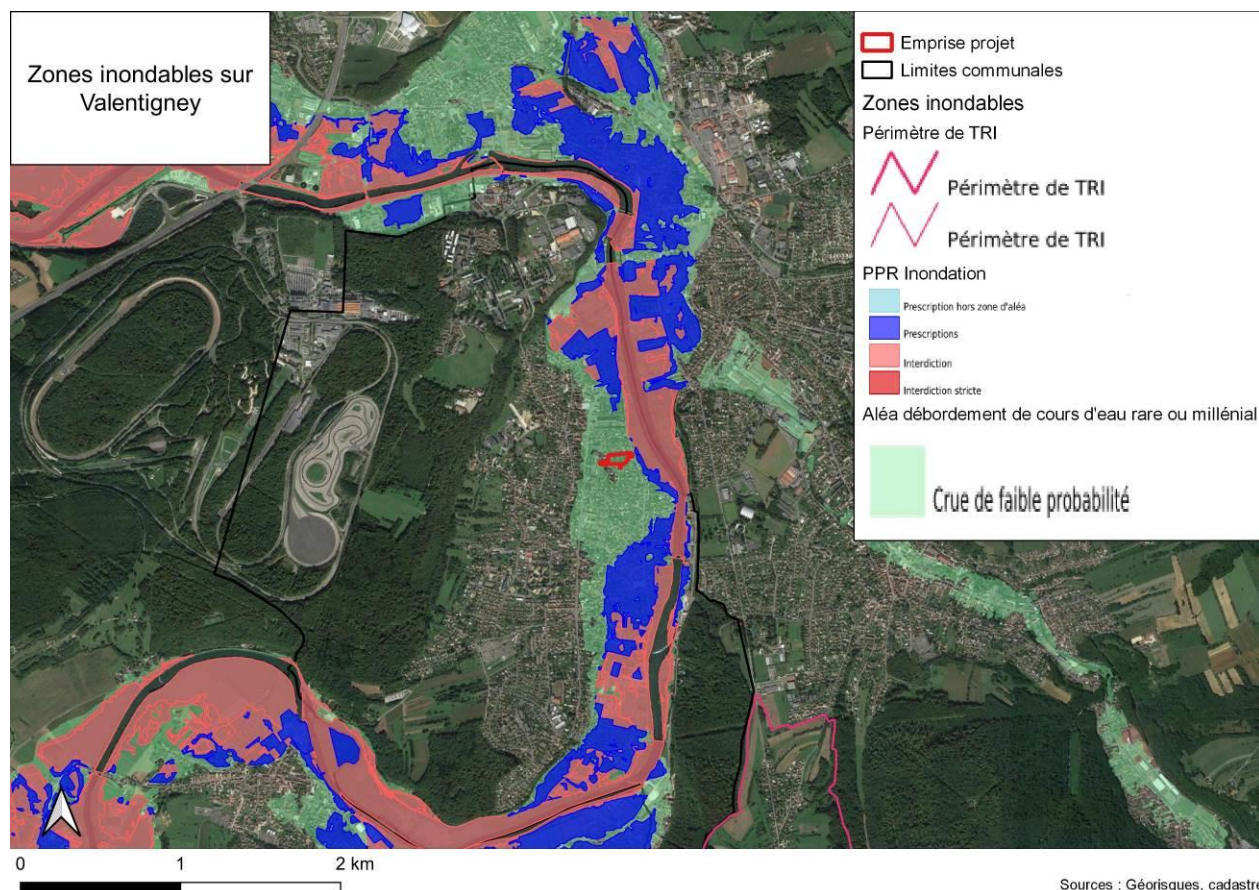 Zones inondables sur
Valentigney
Emprise projet
Limites communales
Zones inondables
Périmètre de TRI
Périmètre de TRI
Périmètre de TRI
PPR Inondation
Prescription hors zone d'aléa
Prescriptions
Interdiction
Interdiction stricte
Aléa débordement de cours d'eau rare ou millénial
Crue de faible probabilité
0 1 2 km
Sources : Géorisques, cadastre